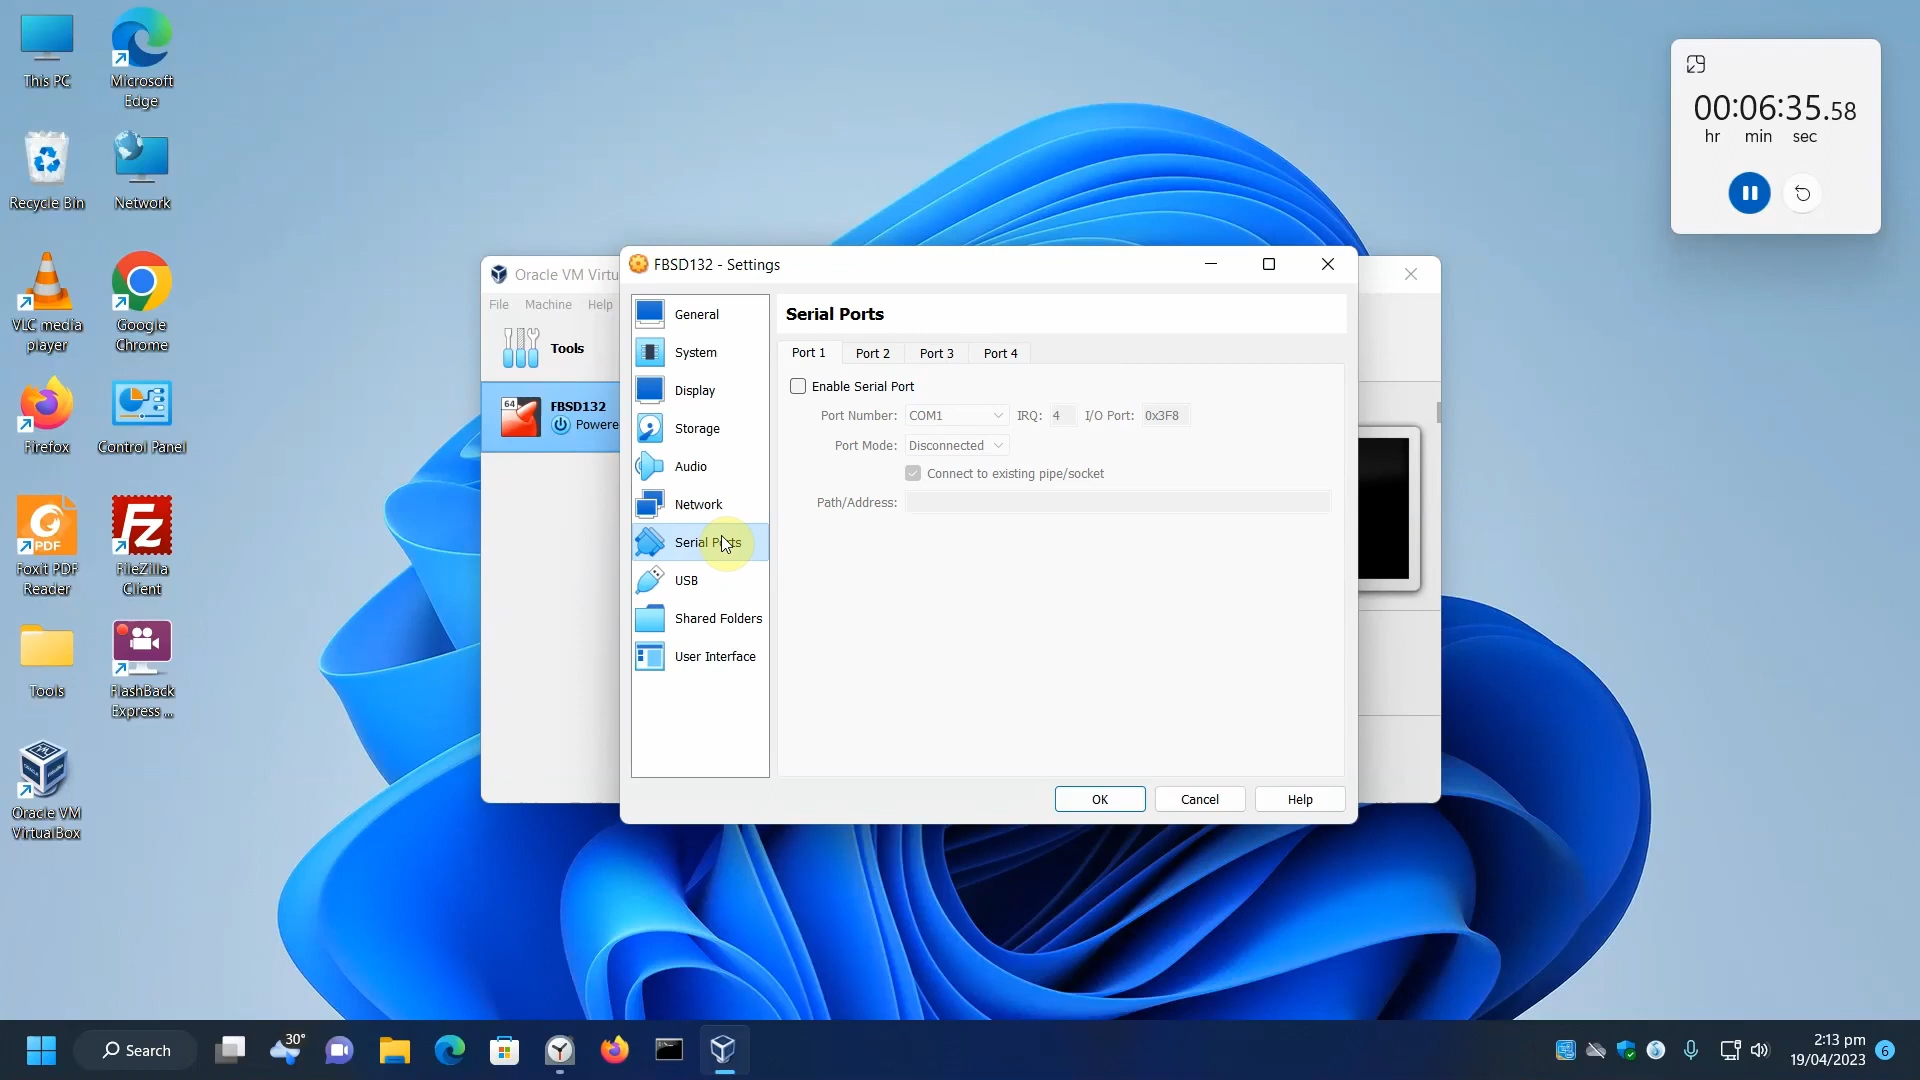 This PC
Microsoft
Edge
Recycle Bin
Network
VLC media
player
Google
Chrome
Firefox
Control Panel
PDF
Foxit PDF
Reader
FileZilla
Client
Tools
FlashBack
Express ...
Oracle VM
VirtualBox
00:06:35.58
hr min sec
Oracle VM Virtu
File Machine Help
Tools
64
FBSD132
Powere
FBSD132 - Settings
General
System
Display
Storage
Audio
Network
Serial Ports
USB
Shared Folders
User Interface
Serial Ports
Port 1 Port 2 Port 3 Port 4
Enable Serial Port
Port Number: COM1 IRQ: 4 I/O Port: 0x3F8
Port Mode: Disconnected
Connect to existing pipe/socket
Path/Address:
OK Cancel Help
Search
30°
2:13 pm
19/04/2023
6